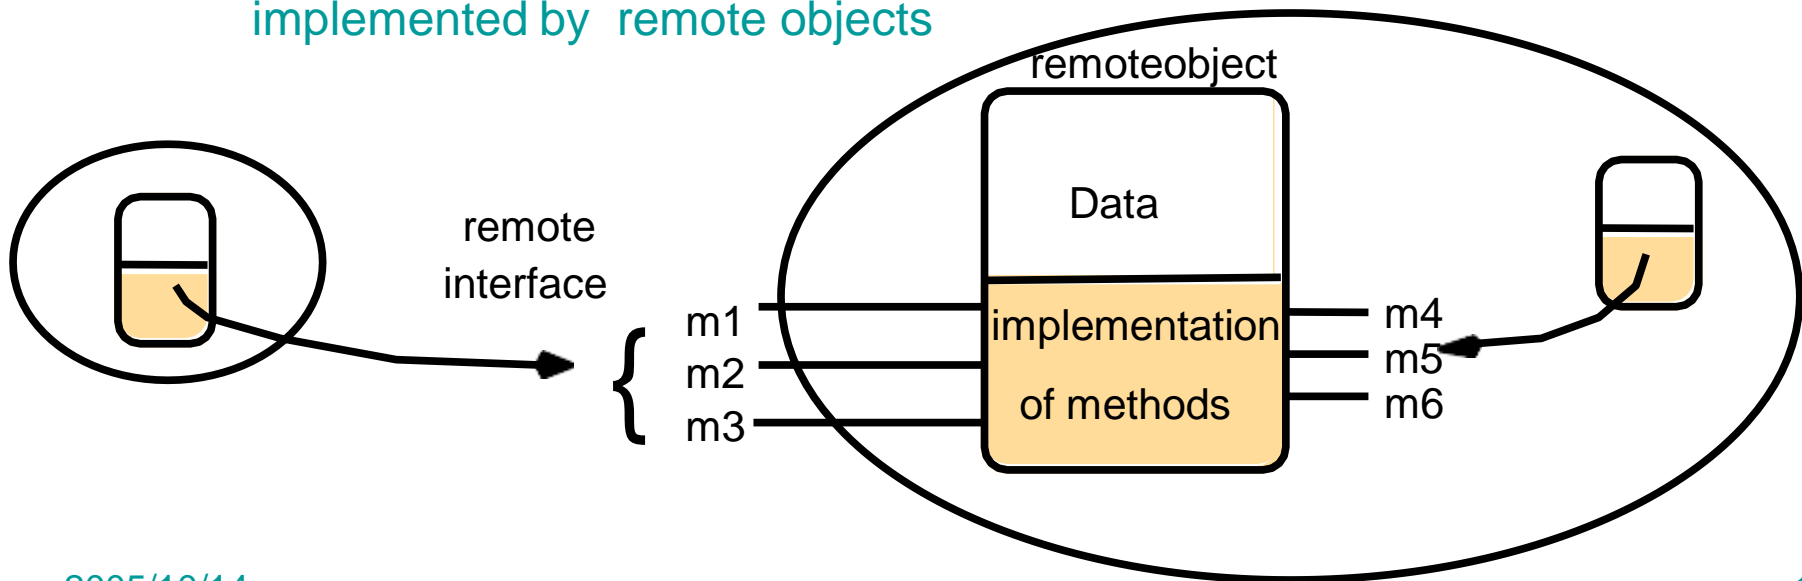 implemented by remote objects
remoteobject
Data
remote
interface
{
m1
m2
m3
implementation
of methods
m4
m5
m6